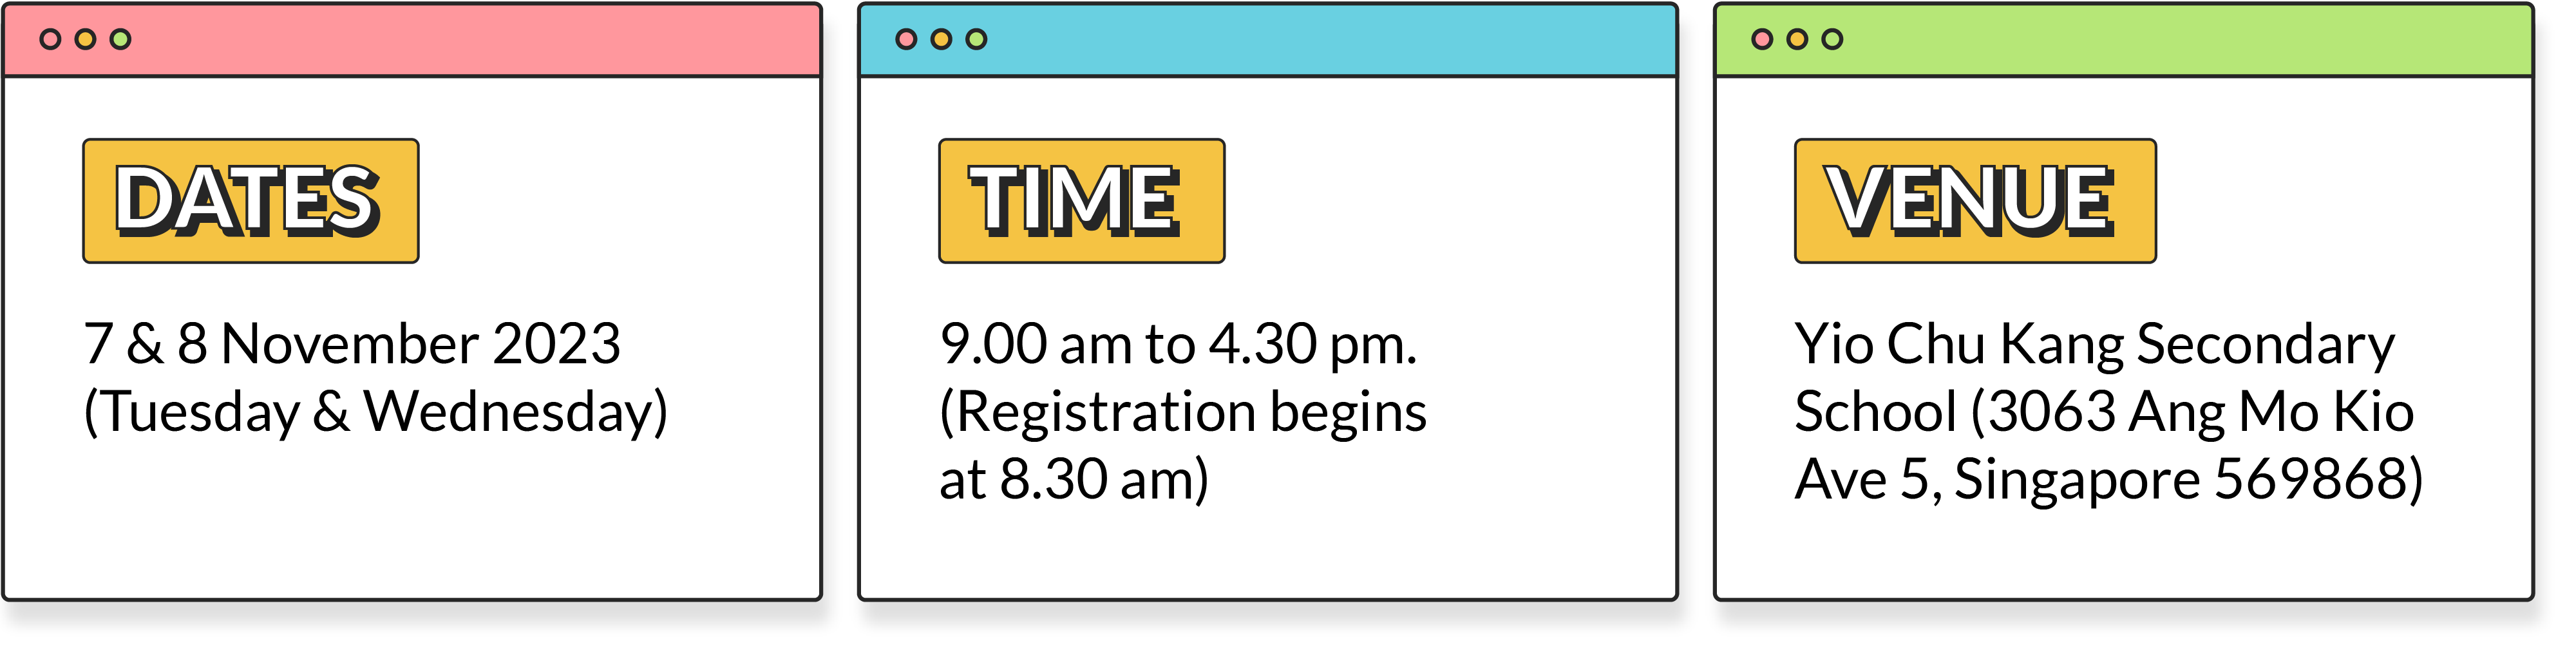 DATES
7 & 8 November 2023
(Tuesday & Wednesday)
TIME
9.00 am to 4.30 pm.
(Registration begins
at 8.30 am)
VENUE
Yio Chu Kang Secondary
School (3063 Ang Mo Kio
Ave 5, Singapore 569868)